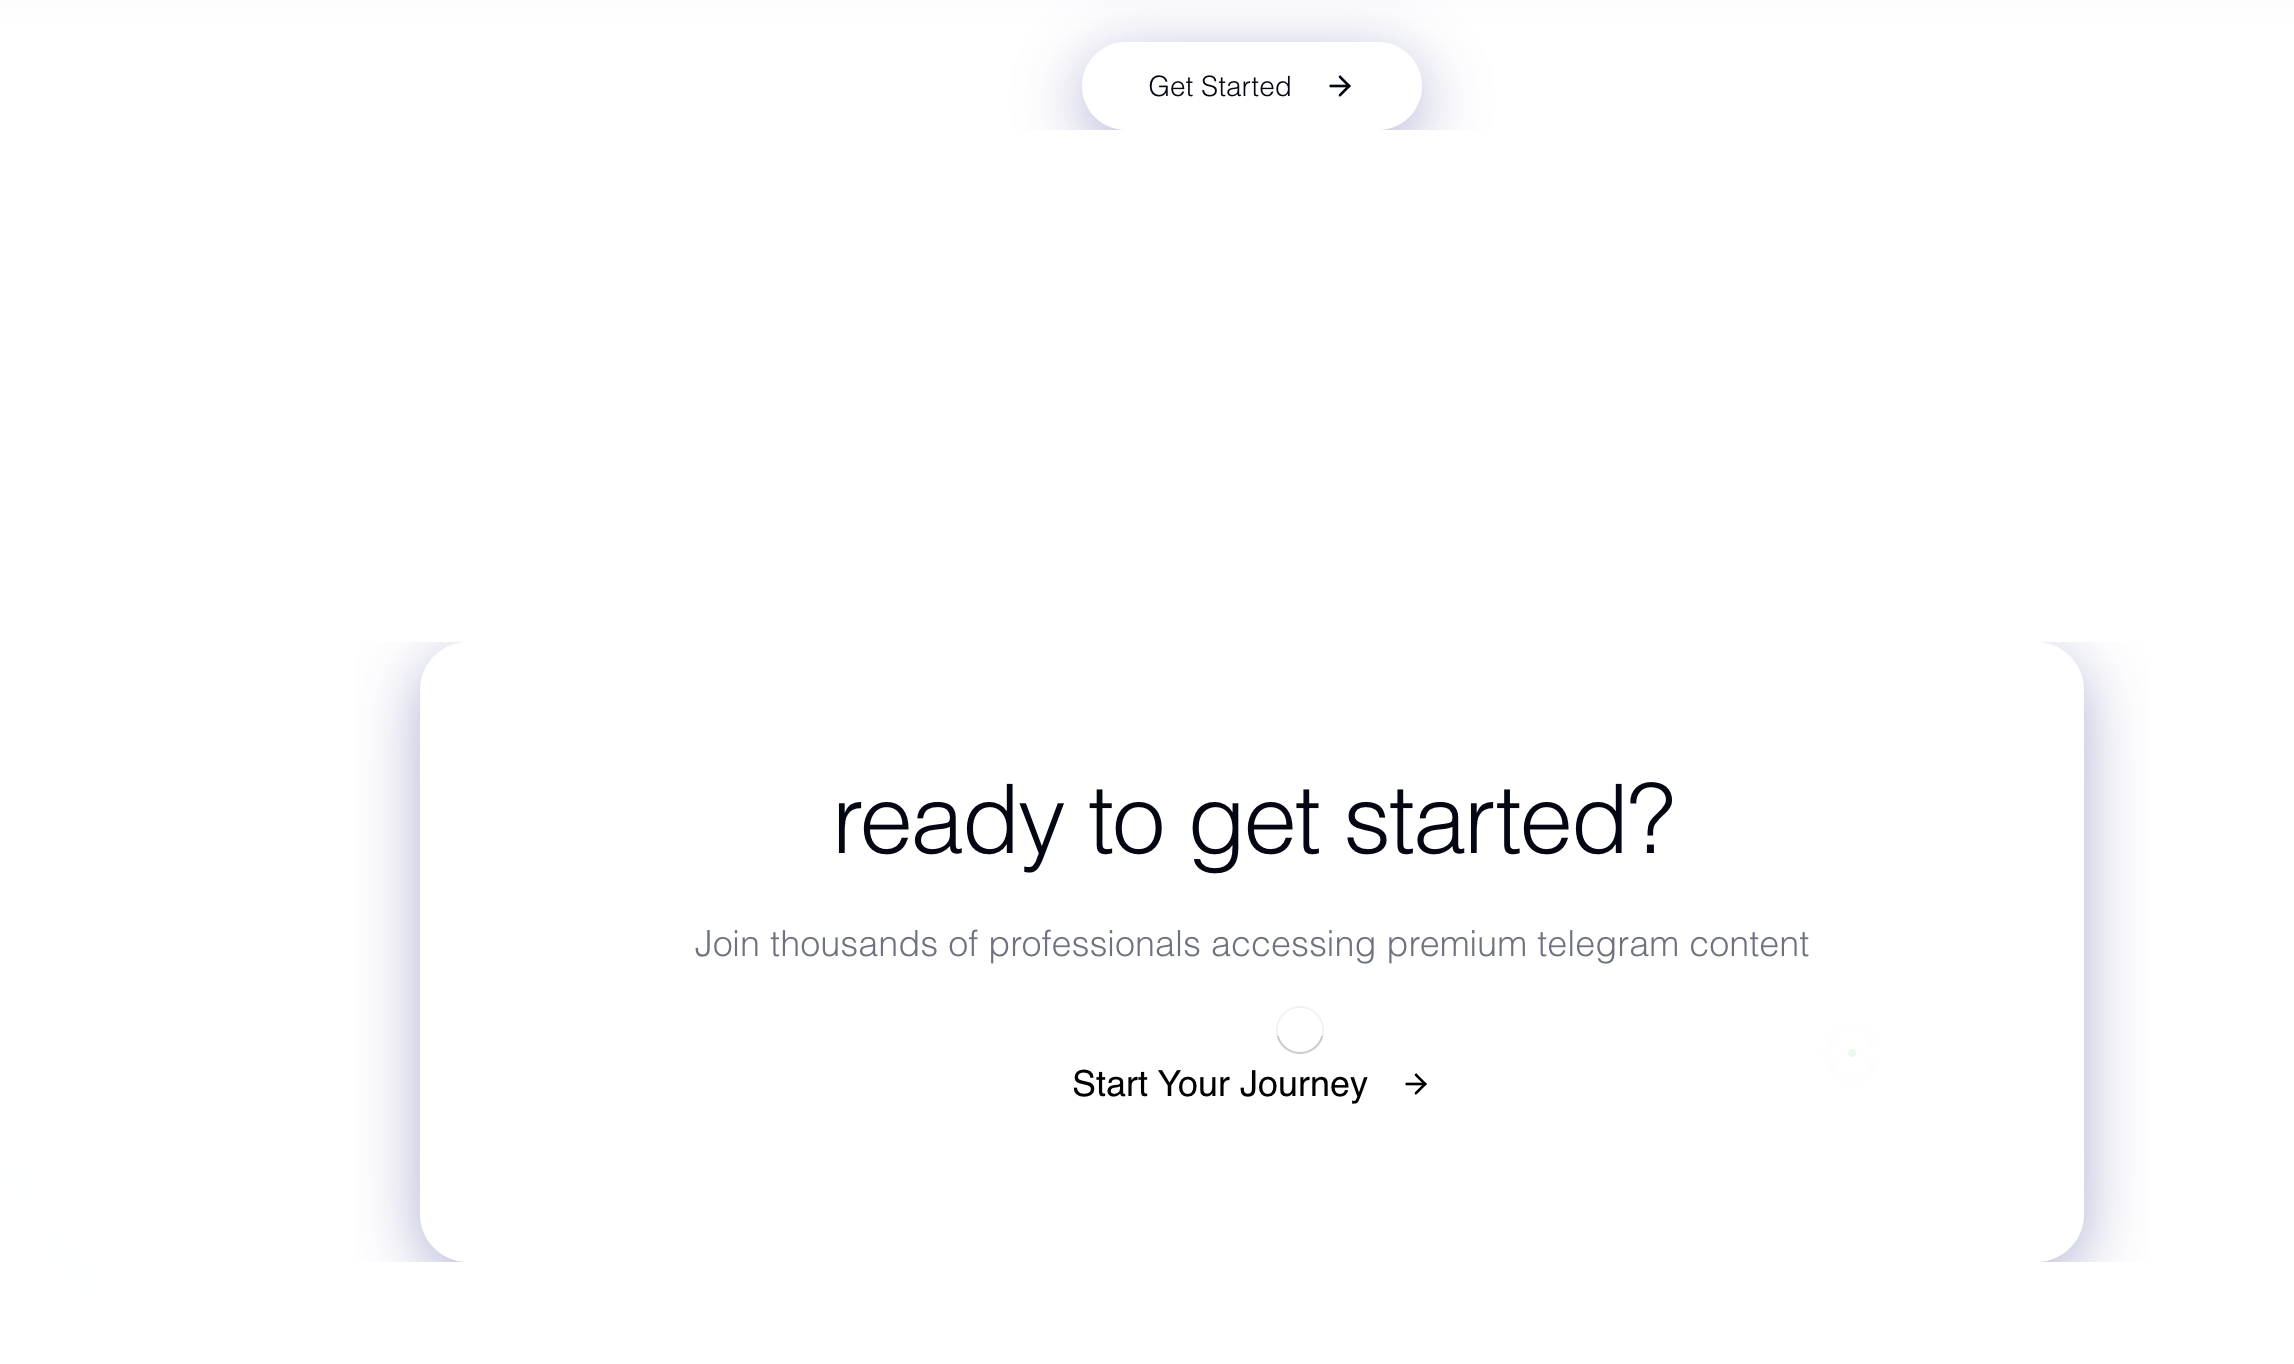 Get Started
ready to get started?
Join thousands of professionals accessing premium telegram content
Start Your Journey